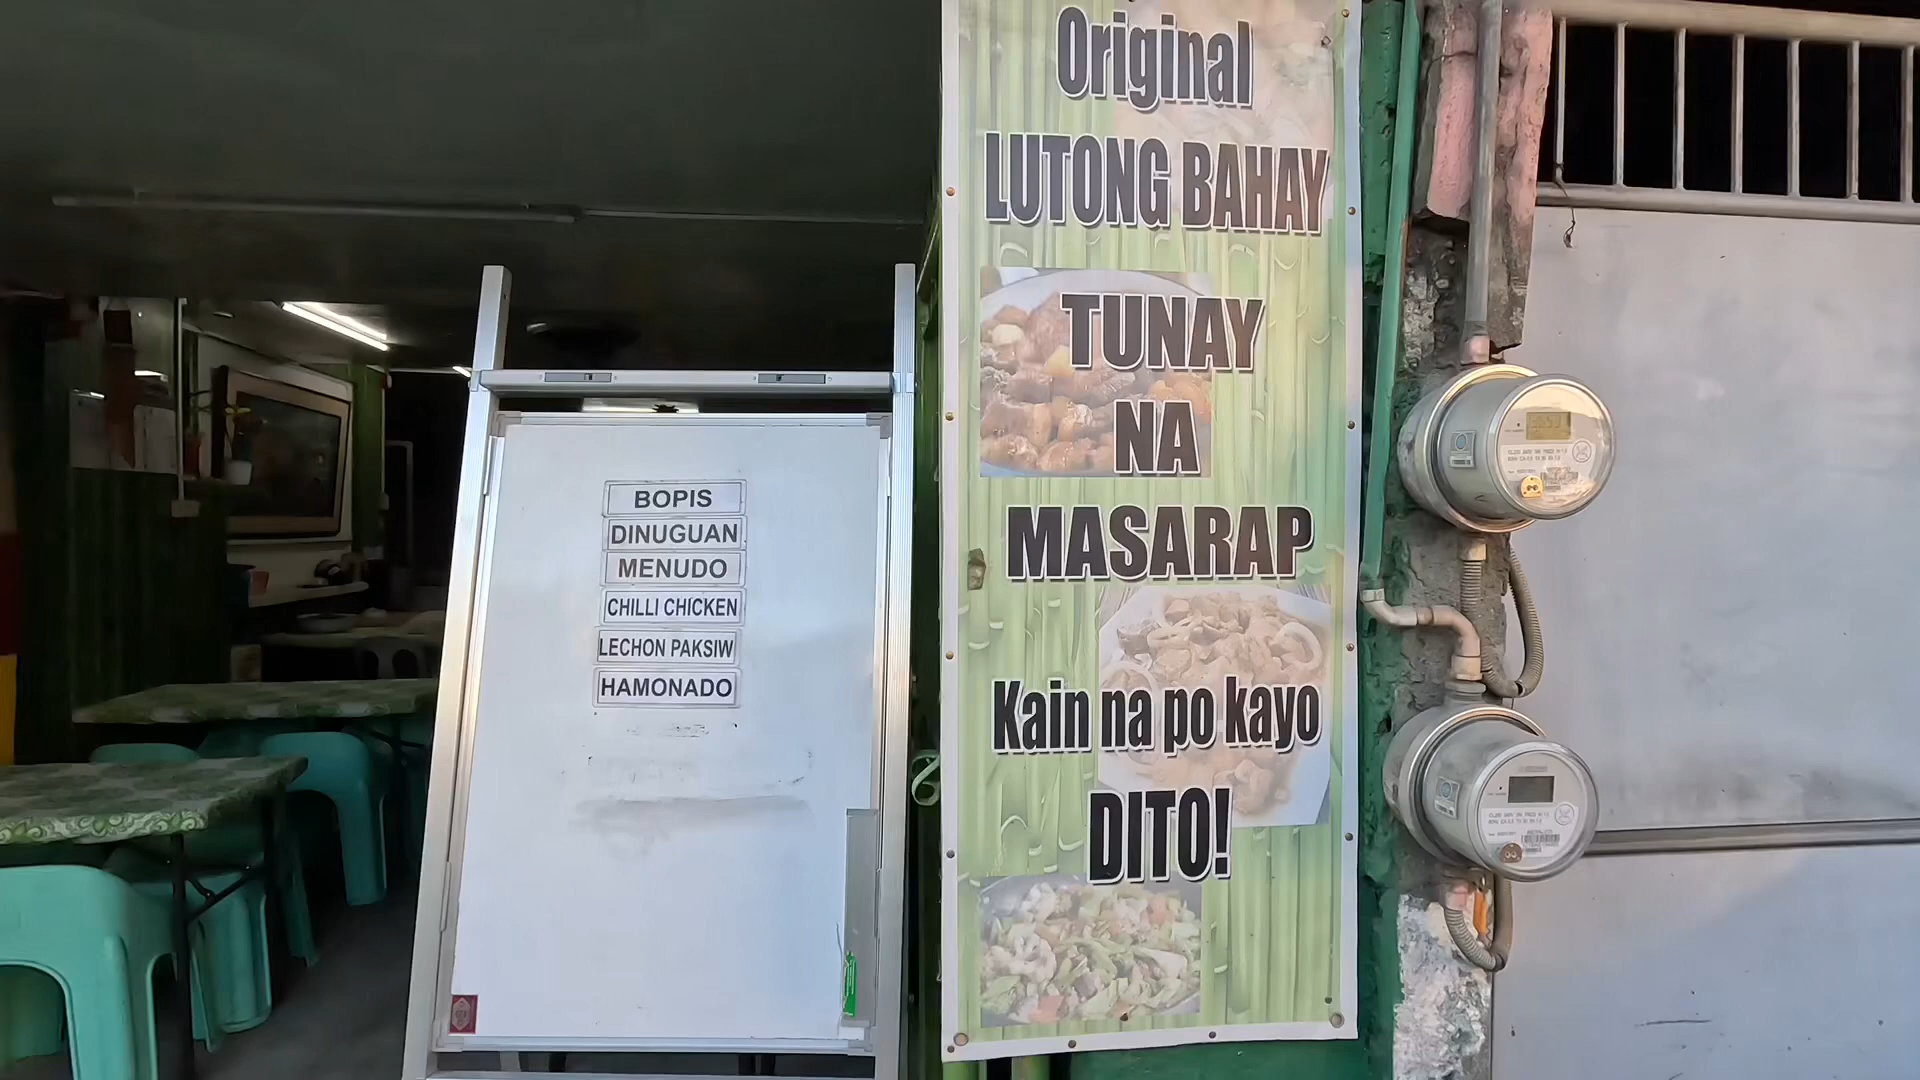 BOPIS
DINUGUAN
MENUDO
CHILLI CHICKEN
LECHON PAKSIW
HAMONADO
Original
LUTONG BAHAY
TUNAY
NA
MASARAP
Kain na po kayo
DITO!